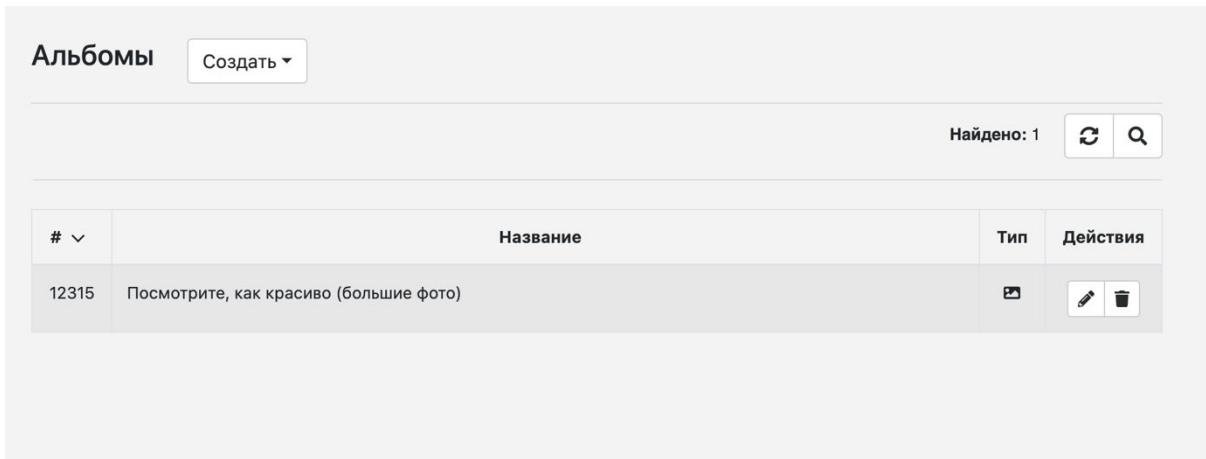 Альбомы Создать
Найдено: 1
# Название Тип Действия
12315 Посмотрите, как красиво (большие фото)